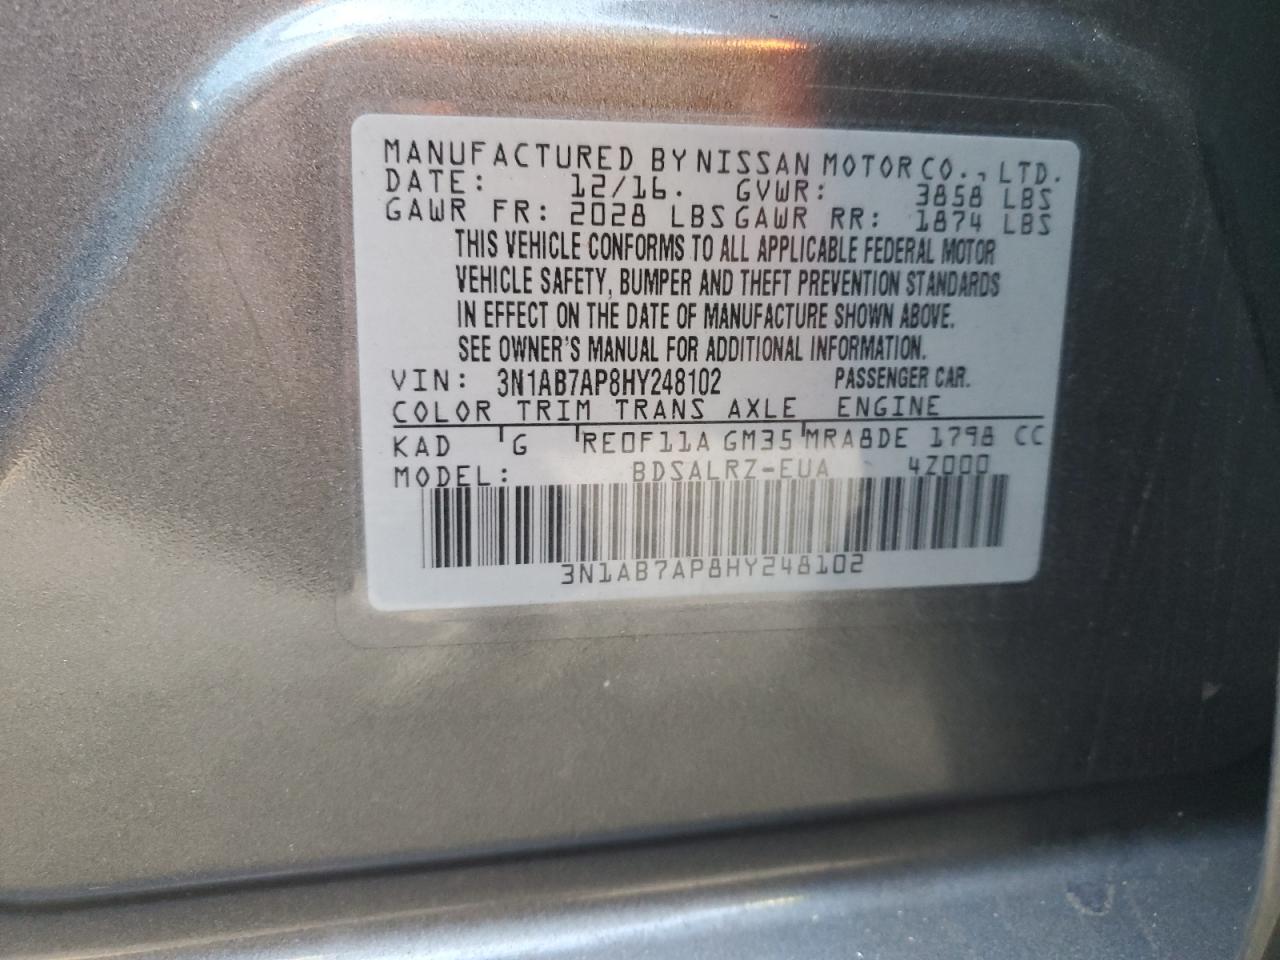 MANUFACTURED BY NISSAN MOTOR CO., LTD.
DATE: 12/16. GVWR: 3858 LBS
GAWR FR: 2028 LBS GAWR RR: 1874 LBS
THIS VEHICLE CONFORMS TO ALL APPLICABLE FEDERAL MOTOR
VEHICLE SAFETY, BUMPER AND THEFT PREVENTION STANDARDS
IN EFFECT ON THE DATE OF MANUFACTURE SHOWN ABOVE.
SEE OWNER'S MANUAL FOR ADDITIONAL INFORMATION.
VIN: 3N1AB7AP8HY248102 PASSENGER CAR.
COLOR TRIM TRANS AXLE ENGINE
KAD G RE0F11A GM35 MRA8DE 1798 CC
MODEL: BDSALRZ-EUA 4Z000
3N1AB7AP8HY248102